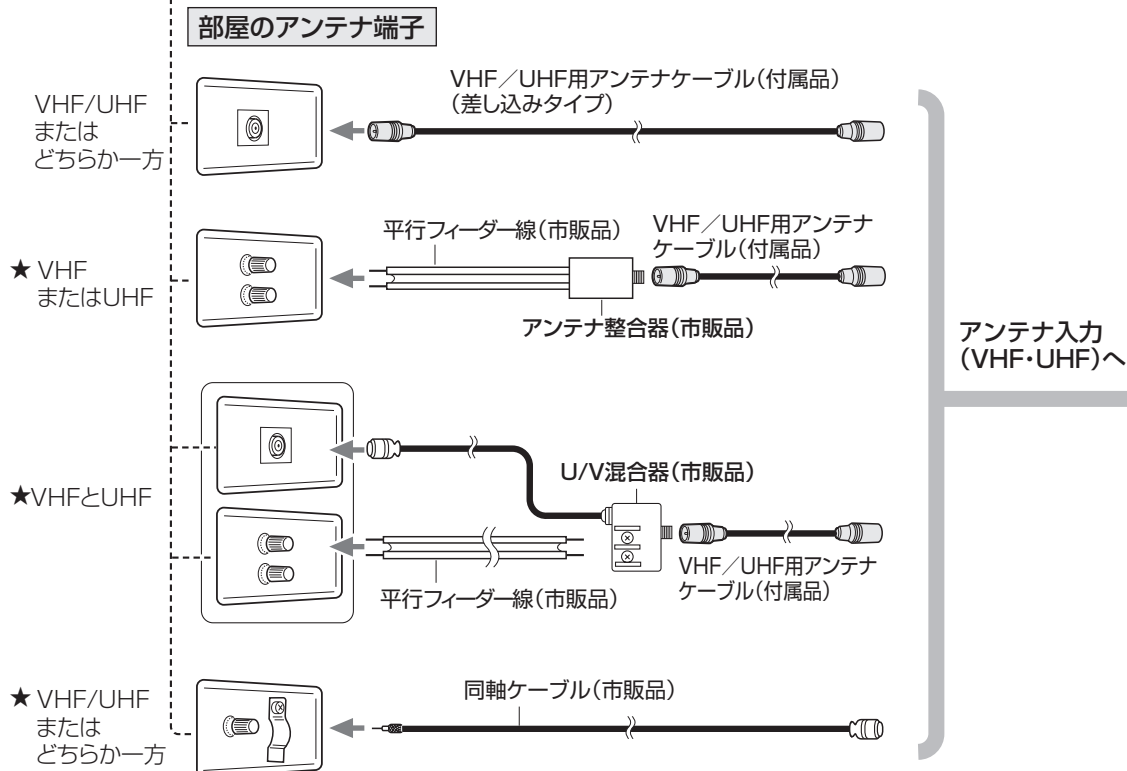 部屋のアンテナ端子
VHF/UHF
または
どちらか一方
VHF／UHF用アンテナケーブル(付属品)
(差し込みタイプ)
★VHF
またはUHF
平行フィーダー線(市販品)
VHF／UHF用アンテナ
ケーブル(付属品)
アンテナ整合器(市販品)
アンテナ入力
(VHF・UHF)へ
★VHFとUHF
U/V混合器(市販品)
平行フィーダー線(市販品)
VHF／UHF用アンテナ
ケーブル(付属品)
★VHF/UHF
または
どちらか一方
同軸ケーブル(市販品)